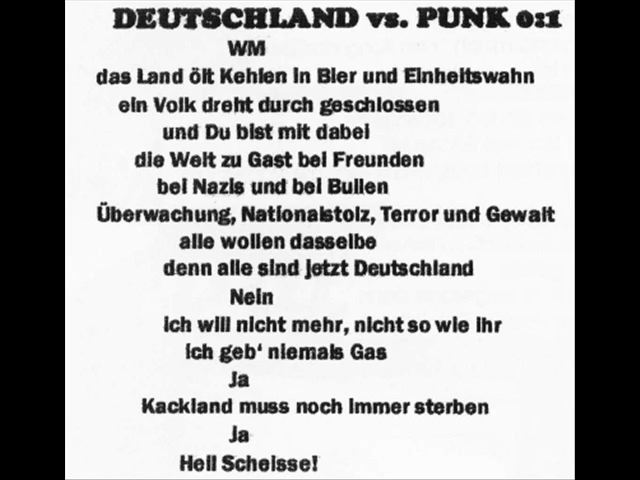 DEUTSCHLAND vs. PUNK 0:1
WM
das Land ölt Kehlen in Bier und Einheitswahn
ein Volk dreht durch geschlossen
und Du bist mit dabei
die Welt zu Gast bei Freunden
bei Nazis und bei Bullen
Überwachung, Nationalstolz, Terror und Gewalt
alle wollen dasselbe
denn alle sind jetzt Deutschland
Nein
ich will nicht mehr, nicht so wie ihr
ich geb' niemals Gas
Ja
Kackland muss noch immer sterben
Ja
Heil Scheisse!